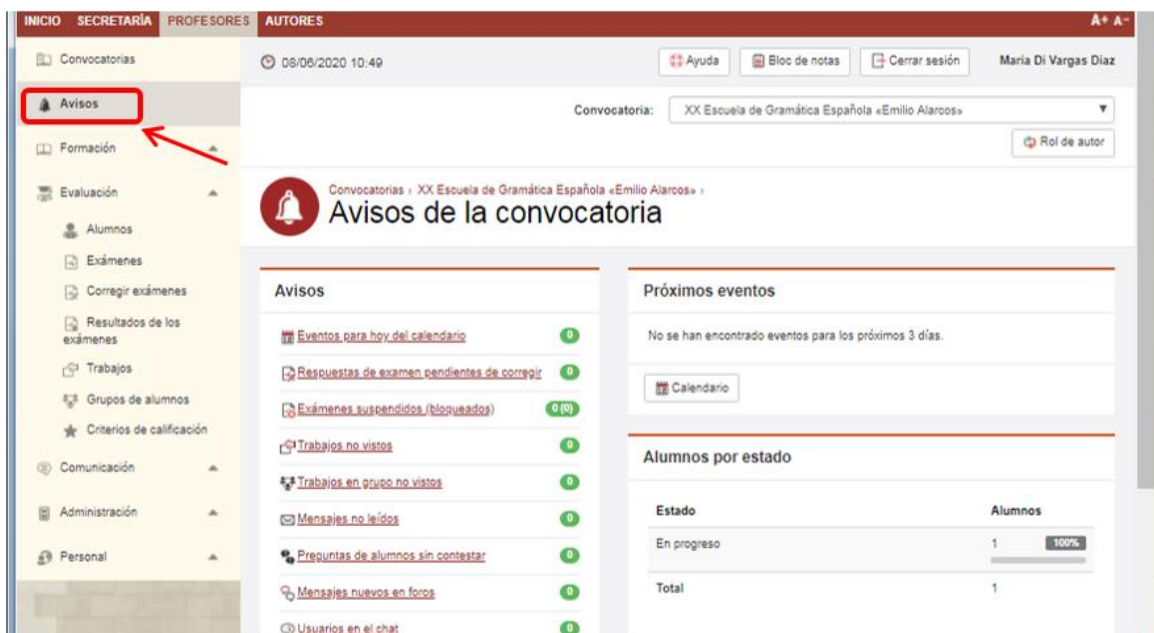 INICIO SECRETARÍA PROFESORES AUTORES A+ A-
Convocatorias
Avisos
Formación
Evaluación
Alumnos
Exámenes
Corregir exámenes
Resultados de los
exámenes
Trabajos
Grupos de alumnos
Criterios de calificación
Comunicación
Administración
Personal
08/06/2020 10:49 Ayuda Bloc de notas Cerrar sesión Maria Di Vargas Diaz
Convocatoria: XX Escuela de Gramática Española «Emilio Alarcos»
Rol de autor
Convocatorias › XX Escuela de Gramática Española «Emilio Alarcos» ›
Avisos de la convocatoria
Avisos
Eventos para hoy del calendario 0
Respuestas de examen pendientes de corregir 0
Exámenes suspendidos (bloqueados) 0 (0)
Trabajos no vistos 0
Trabajos en grupo no vistos 0
Mensajes no leídos 0
Preguntas de alumnos sin contestar 0
Mensajes nuevos en foros 0
Usuarios en el chat 0
Próximos eventos
No se han encontrado eventos para los próximos 3 días.
Calendario
Alumnos por estado
Estado Alumnos
En progreso 1 100%
Total 1